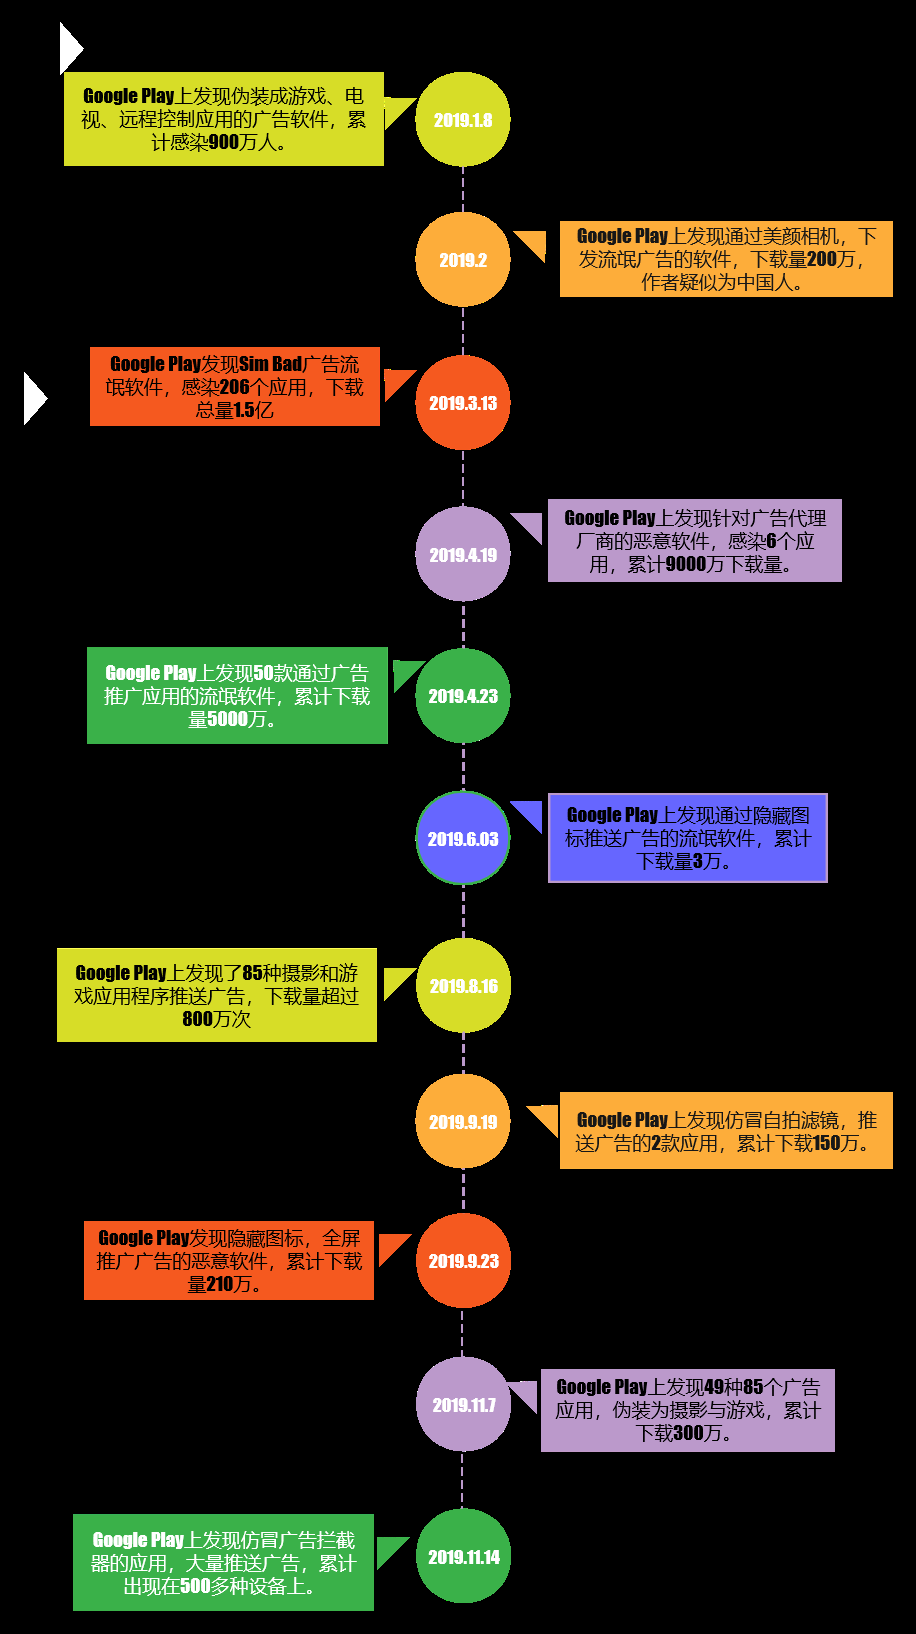 Google Play上发现伪装成游戏、电
视、远程控制应用的广告软件，累
计感染900万人。
2019.1.8
2019.2
Google Play上发现通过美颜相机，下
发流氓广告的软件，下载量200万，
作者疑似为中国人。
Google Play发现Sim Bad广告流
氓软件，感染206个应用，下载
总量1.5亿
2019.3.13
2019.4.19
Google Play上发现针对广告代理
厂商的恶意软件，感染6个应
用，累计9000万下载量。
Google Play上发现50款通过广告
推广应用的流氓软件，累计下载
量5000万。
2019.4.23
2019.6.03
Google Play上发现通过隐藏图
标推送广告的流氓软件，累计
下载量3万。
Google Play上发现了85种摄影和游
戏应用程序推送广告，下载量超过
800万次
2019.8.16
2019.9.19
Google Play上发现仿冒自拍滤镜，推
送广告的2款应用，累计下载150万。
Google Play发现隐藏图标，全屏
推广广告的恶意软件，累计下载
量210万。
2019.9.23
2019.11.7
Google Play上发现49种85个广告
应用，伪装为摄影与游戏，累计
下载300万。
Google Play上发现仿冒广告拦截
器的应用，大量推送广告，累计
出现在500多种设备上。
2019.11.14